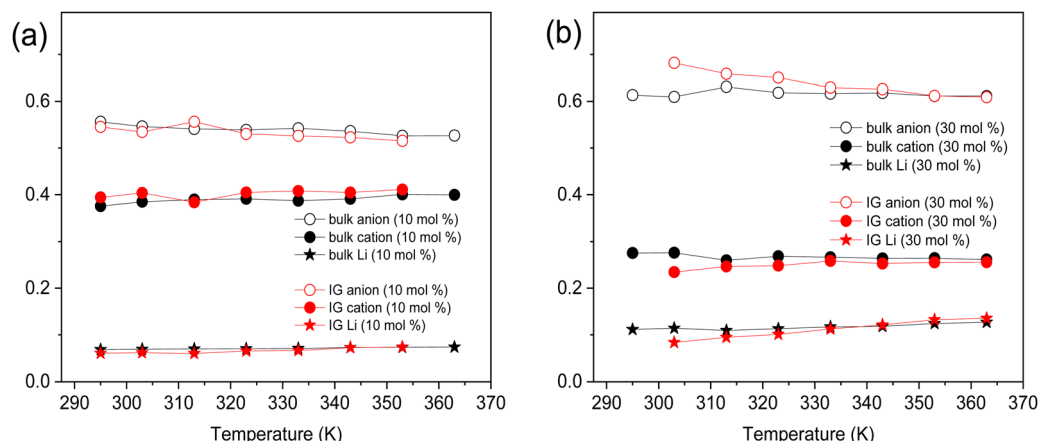 (a)
0.6
0.4
0.2
0.0
bulk anion (10 mol %)
bulk cation (10 mol %)
bulk Li (10 mol %)
IG anion (10 mol %)
IG cation (10 mol %)
IG Li (10 mol %)
290 300 310 320 330 340 350 360 370
Temperature (K)
(b)
0.6
0.4
0.2
0.0
bulk anion (30 mol %)
bulk cation (30 mol %)
bulk Li (30 mol %)
IG anion (30 mol %)
IG cation (30 mol %)
IG Li (30 mol %)
290 300 310 320 330 340 350 360 370
Temperature (K)